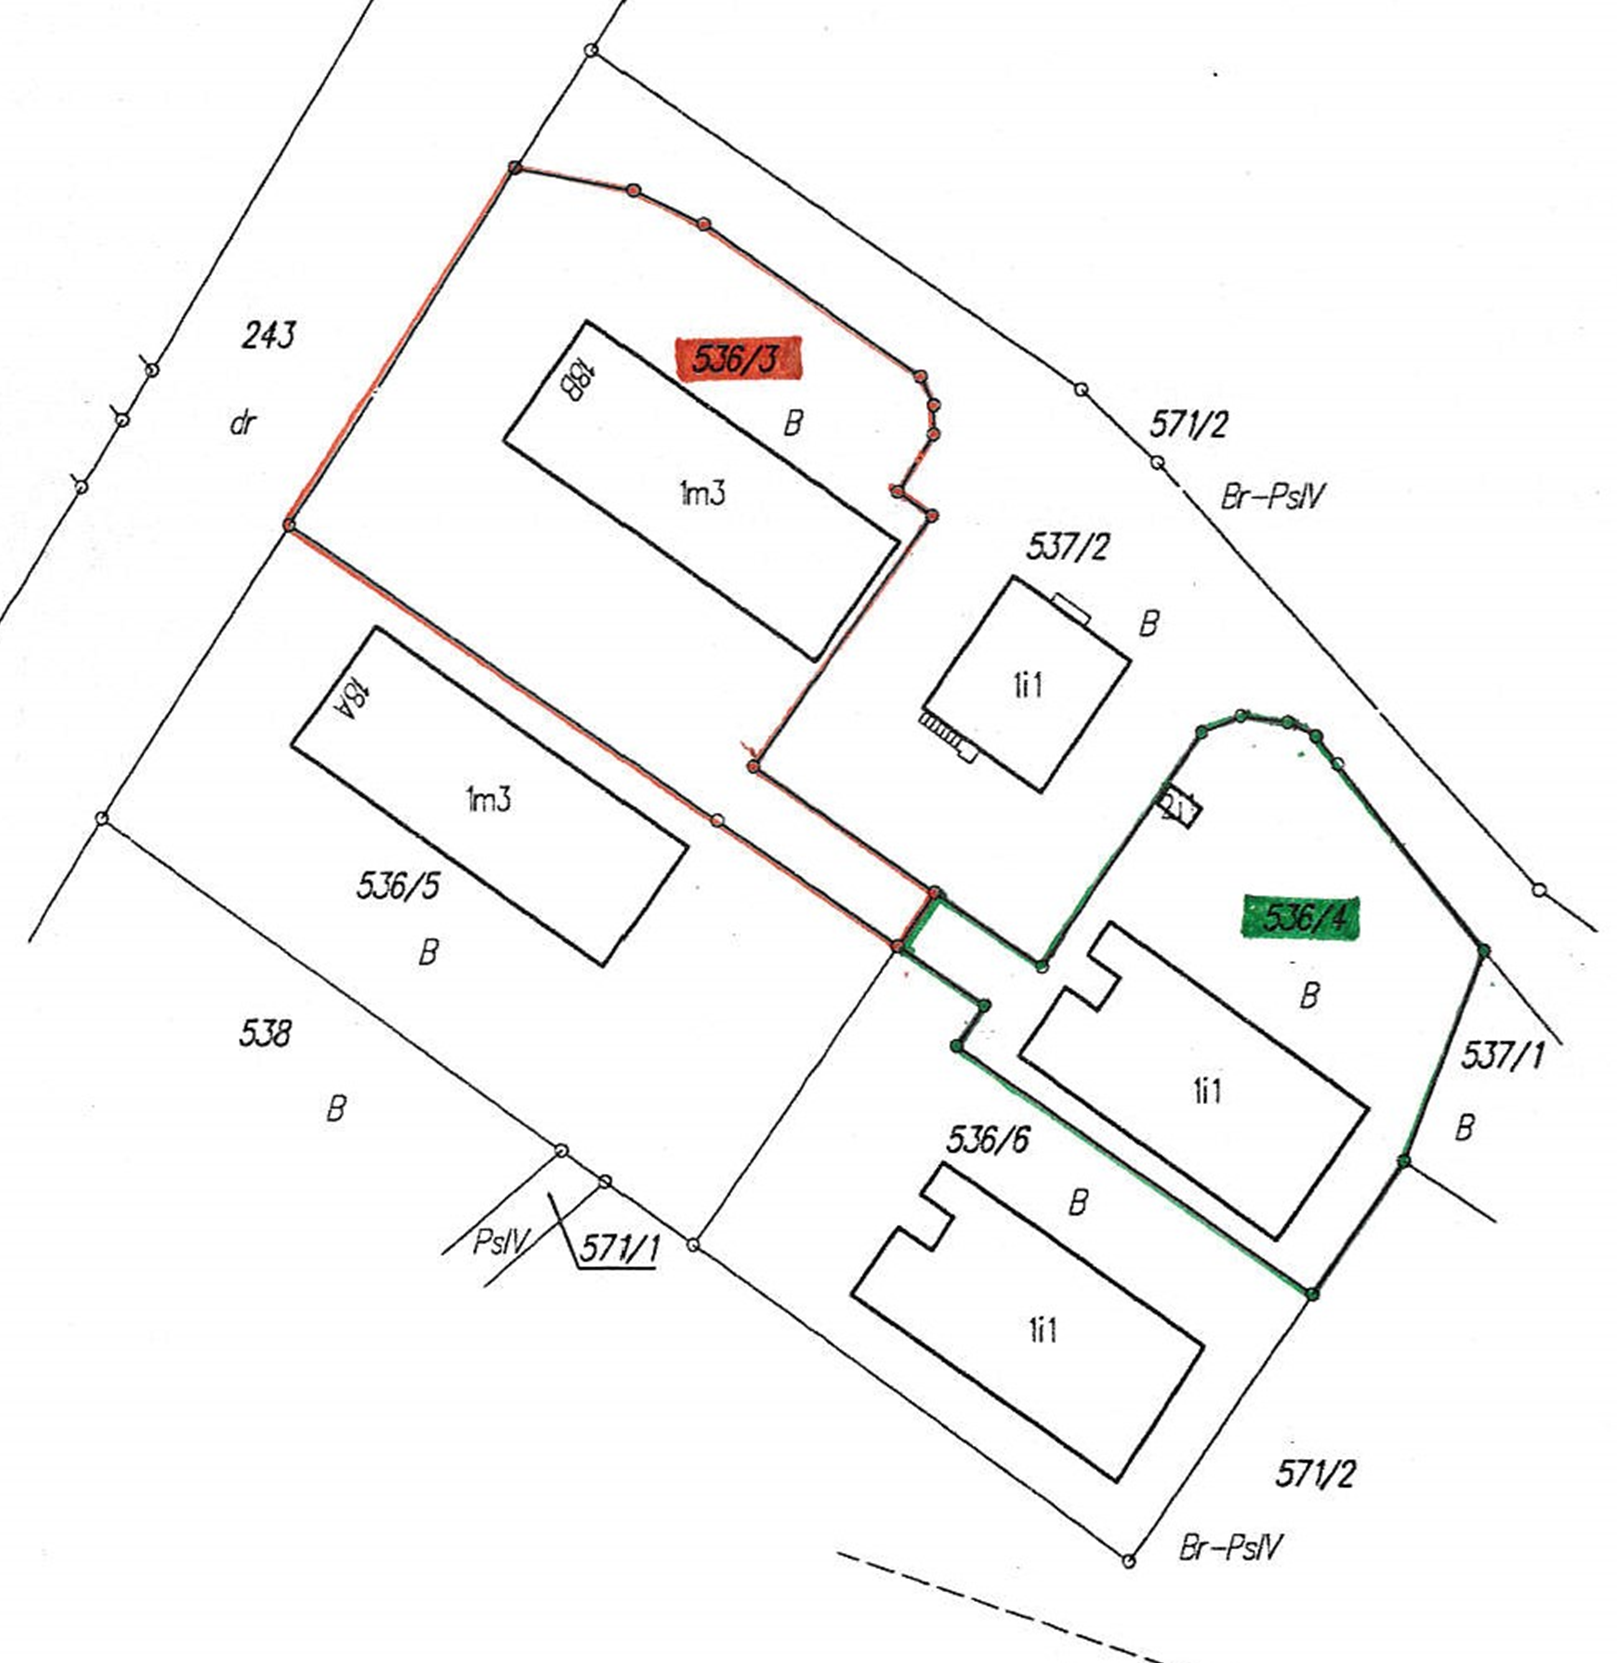 243
dr
18B
536/3
B
1m3
571/2
Br-PsIV
537/2
B
1i1
18A
1m3
536/5
B
536/4
B
1i1
537/1
B
538
B
536/6
B
PsIV
571/1
1i1
571/2
Br-PsIV